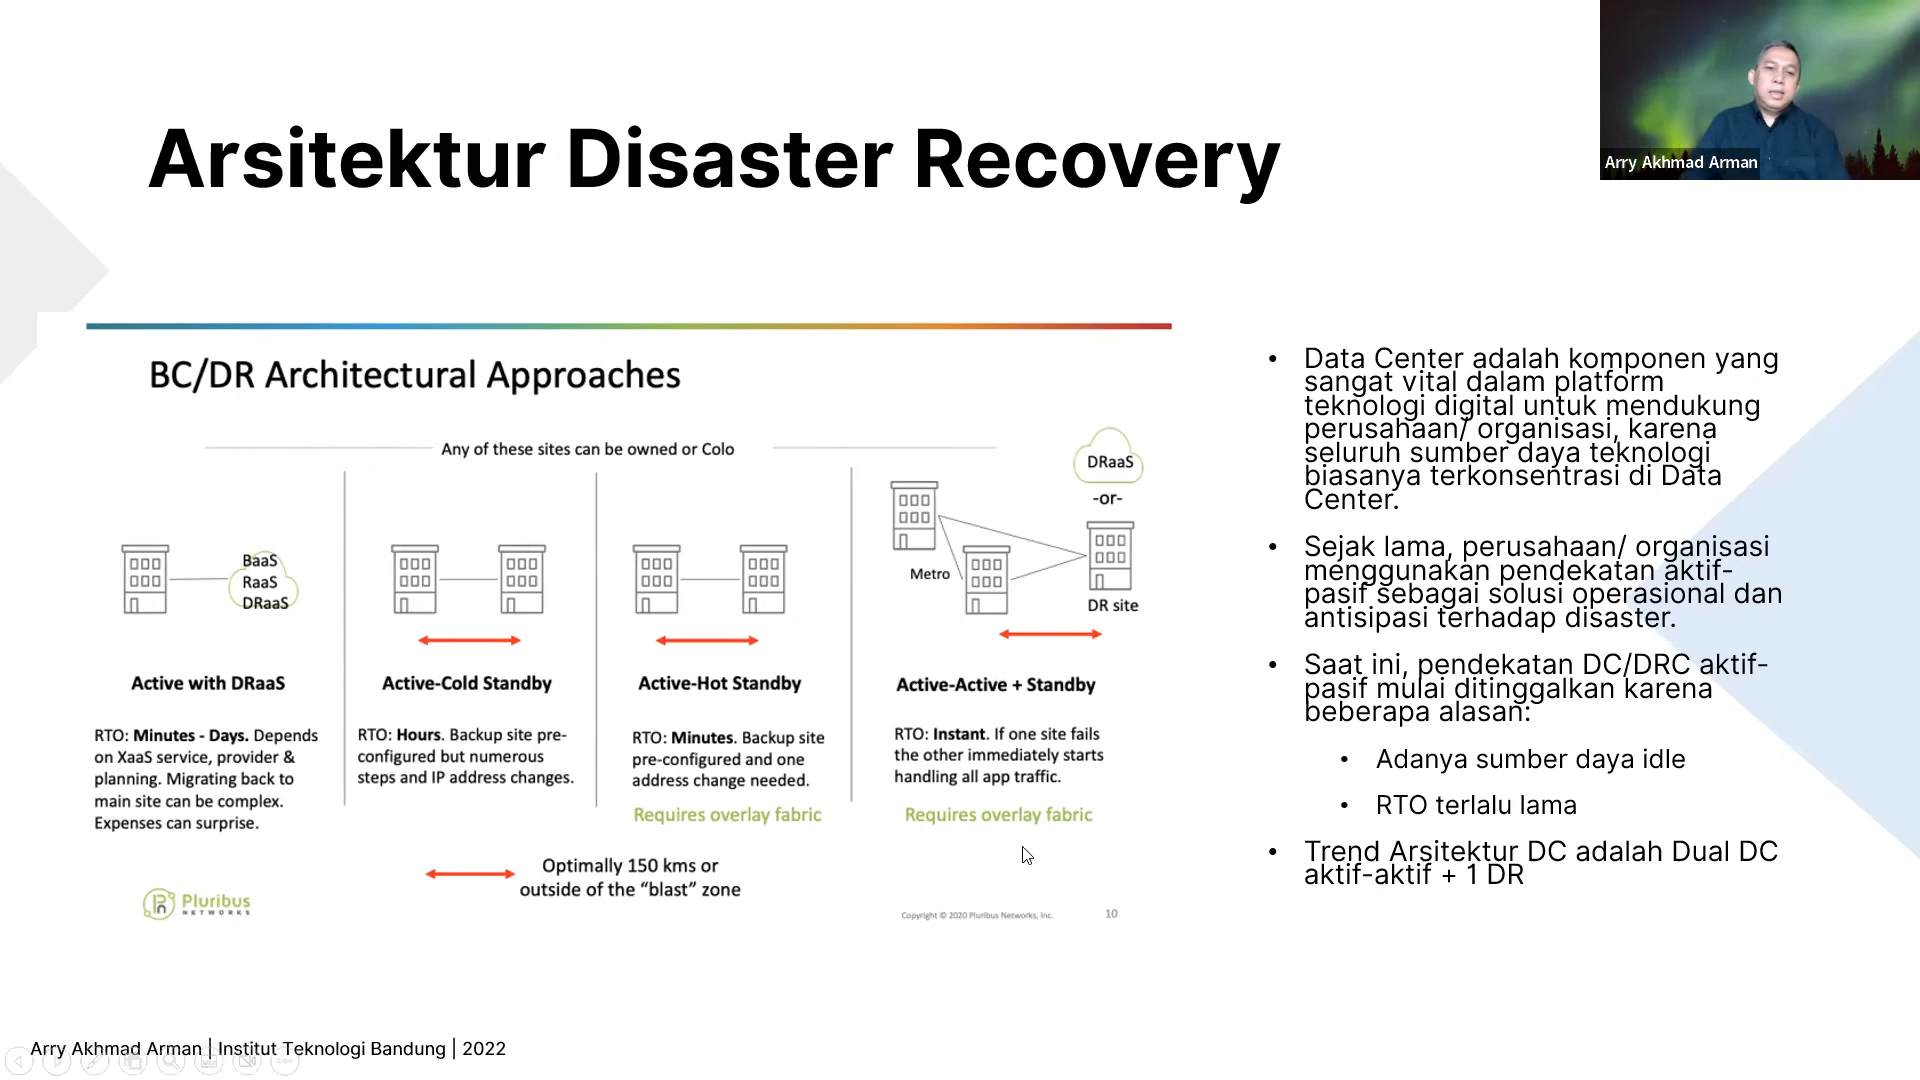 Arry Akhmad Arman
Arsitektur Disaster Recovery
BC/DR Architectural Approaches
Any of these sites can be owned or Colo
BaaS
RaaS
DRaaS
Metro
DRaaS
-or-
DR site
Active with DRaaS
RTO: Minutes - Days. Depends
on XaaS service, provider &
planning. Migrating back to
main site can be complex.
Expenses can surprise.
Active-Cold Standby
RTO: Hours. Backup site pre-
configured but numerous
steps and IP address changes.
Active-Hot Standby
RTO: Minutes. Backup site
pre-configured and one
address change needed.
Requires overlay fabric
Active-Active + Standby
RTO: Instant. If one site fails
the other immediately starts
handling all app traffic.
Requires overlay fabric
Optimally 150 kms or
outside of the “blast” zone
Pluribus
NETWORKS
Copyright © 2020 Pluribus Networks, Inc.
10
• Data Center adalah komponen yang
sangat vital dalam platform
teknologi digital untuk mendukung
perusahaan/ organisasi, karena
seluruh sumber daya teknologi
biasanya terkonsentrasi di Data
Center.
• Sejak lama, perusahaan/ organisasi
menggunakan pendekatan aktif-
pasif sebagai solusi operasional dan
antisipasi terhadap disaster.
• Saat ini, pendekatan DC/DRC aktif-
pasif mulai ditinggalkan karena
beberapa alasan:
• Adanya sumber daya idle
• RTO terlalu lama
• Trend Arsitektur DC adalah Dual DC
aktif-aktif + 1 DR
Arry Akhmad Arman | Institut Teknologi Bandung | 2022